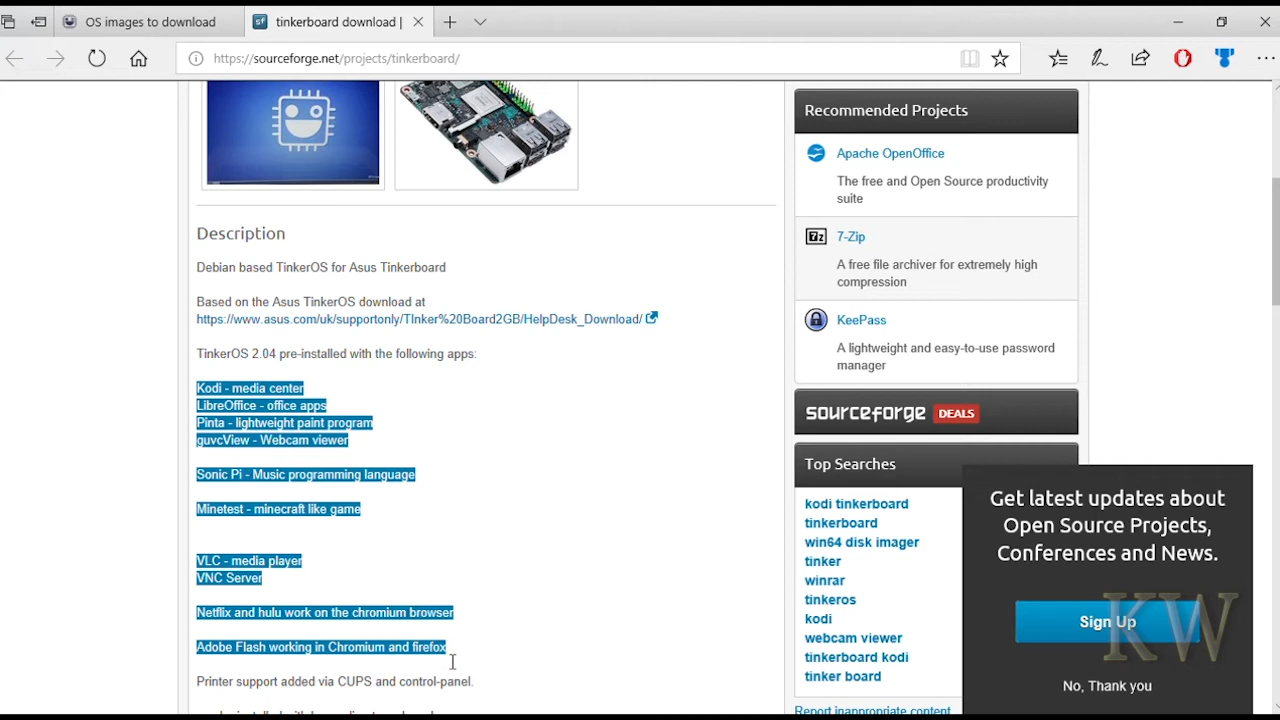 OS images to download
sf
tinkerboard download |
https://sourceforge.net/projects/tinkerboard/
Description
Debian based TinkerOS for Asus Tinkerboard
Based on the Asus TinkerOS download at
https://www.asus.com/uk/supportonly/TInker%20Board2GB/HelpDesk_Download/
TinkerOS 2.04 pre-installed with the following apps:
Kodi - media center
LibreOffice - office apps
Pinta - lightweight paint program
guvcView - Webcam viewer
Sonic Pi - Music programming language
Minetest - minecraft like game
VLC - media player
VNC Server
Netflix and hulu work on the chromium browser
Adobe Flash working in Chromium and firefox
Printer support added via CUPS and control-panel.
Recommended Projects
Apache OpenOffice
The free and Open Source productivity
suite
7z
7-Zip
A free file archiver for extremely high
compression
KeePass
A lightweight and easy-to-use password
manager
sourceforge DEALS
Top Searches
kodi tinkerboard
tinkerboard
win64 disk imager
tinker
winrar
tinkeros
kodi
webcam viewer
tinkerboard kodi
tinker board
Report inappropriate content
Get latest updates about
Open Source Projects,
Conferences and News.
Sign Up
KW
No, Thank you